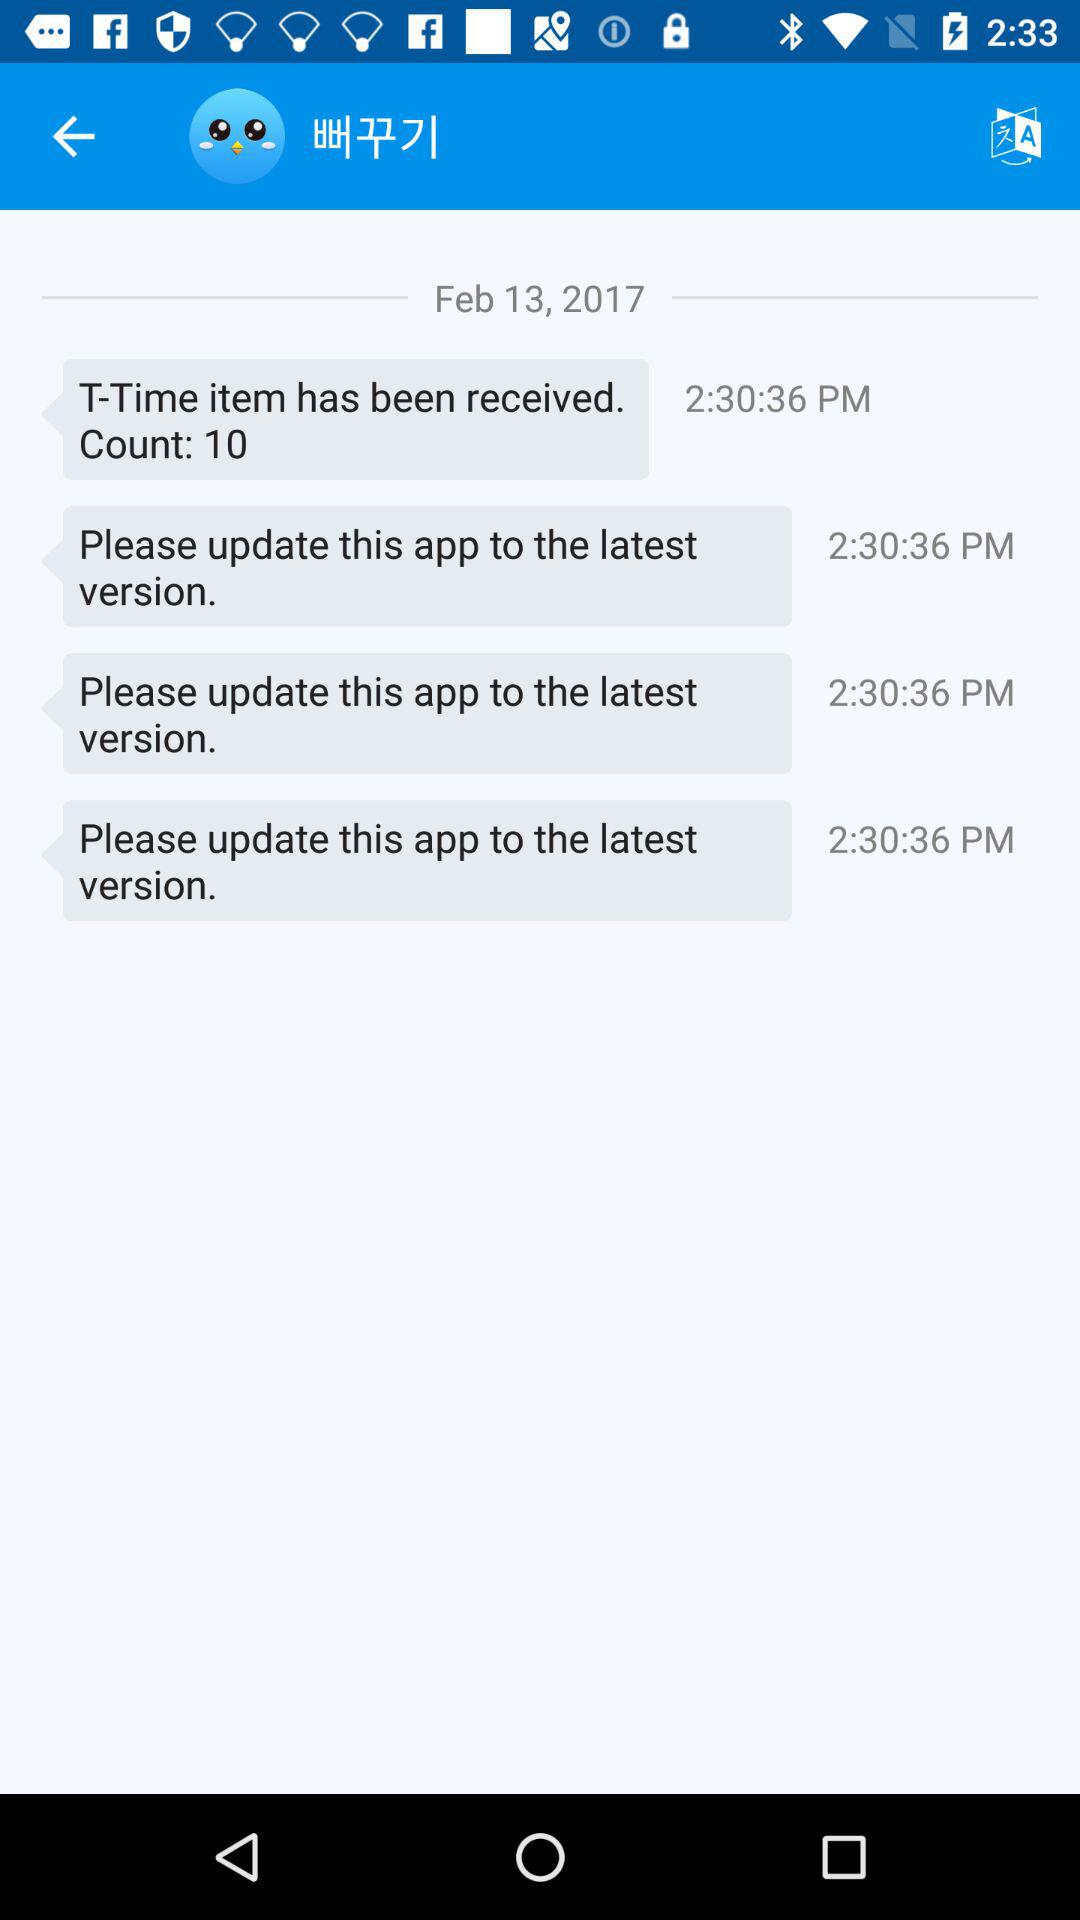 2:33
뻐꾸기
Feb 13, 2017
T-Time item has been received.
Count: 10
2:30:36 PM
Please update this app to the latest
version.
2:30:36 PM
Please update this app to the latest
version.
2:30:36 PM
Please update this app to the latest
version.
2:30:36 PM